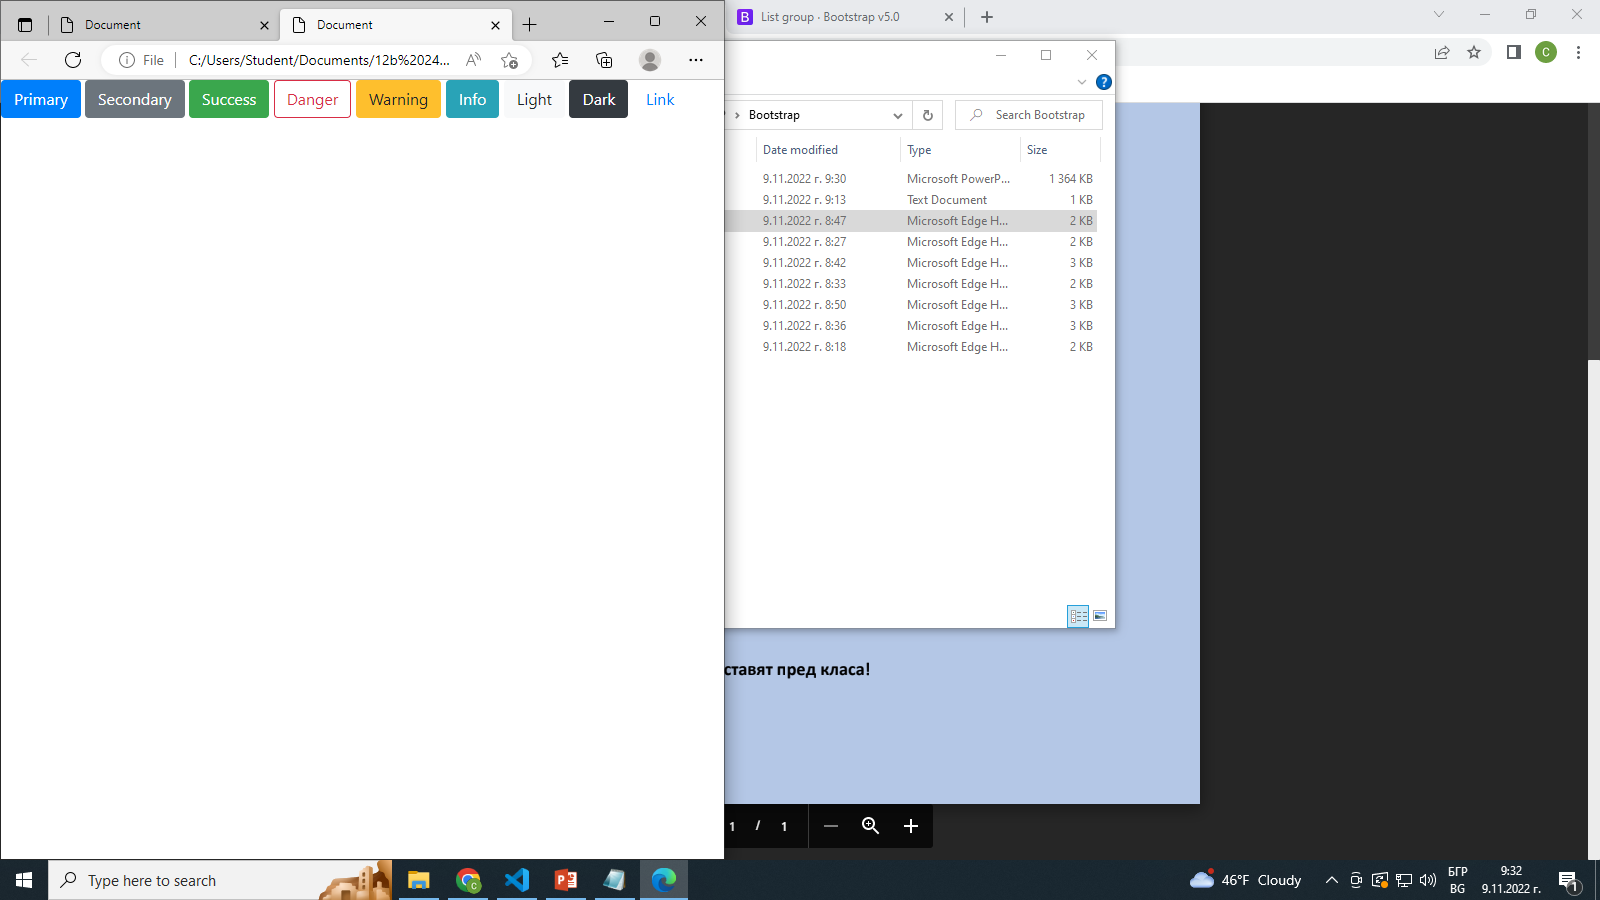 Document
Document
List group · Bootstrap v5.0
File
C:/Users/Student/Documents/12b%2024...
C
Primary
Secondary
Success
Danger
Warning
Info
Light
Dark
Link
Bootstrap
Search Bootstrap
Date modified
Type
Size
9.11.2022 г. 9:30 Microsoft PowerP... 1 364 KB
9.11.2022 г. 9:13 Text Document 1 KB
9.11.2022 г. 8:47 Microsoft Edge H... 2 KB
9.11.2022 г. 8:27 Microsoft Edge H... 2 KB
9.11.2022 г. 8:42 Microsoft Edge H... 3 KB
9.11.2022 г. 8:33 Microsoft Edge H... 2 KB
9.11.2022 г. 8:50 Microsoft Edge H... 3 KB
9.11.2022 г. 8:36 Microsoft Edge H... 3 KB
9.11.2022 г. 8:18 Microsoft Edge H... 2 KB
ставят пред класа!
1 / 1
Type here to search
46°F Cloudy
БГР
BG
9:32
9.11.2022 г.
1